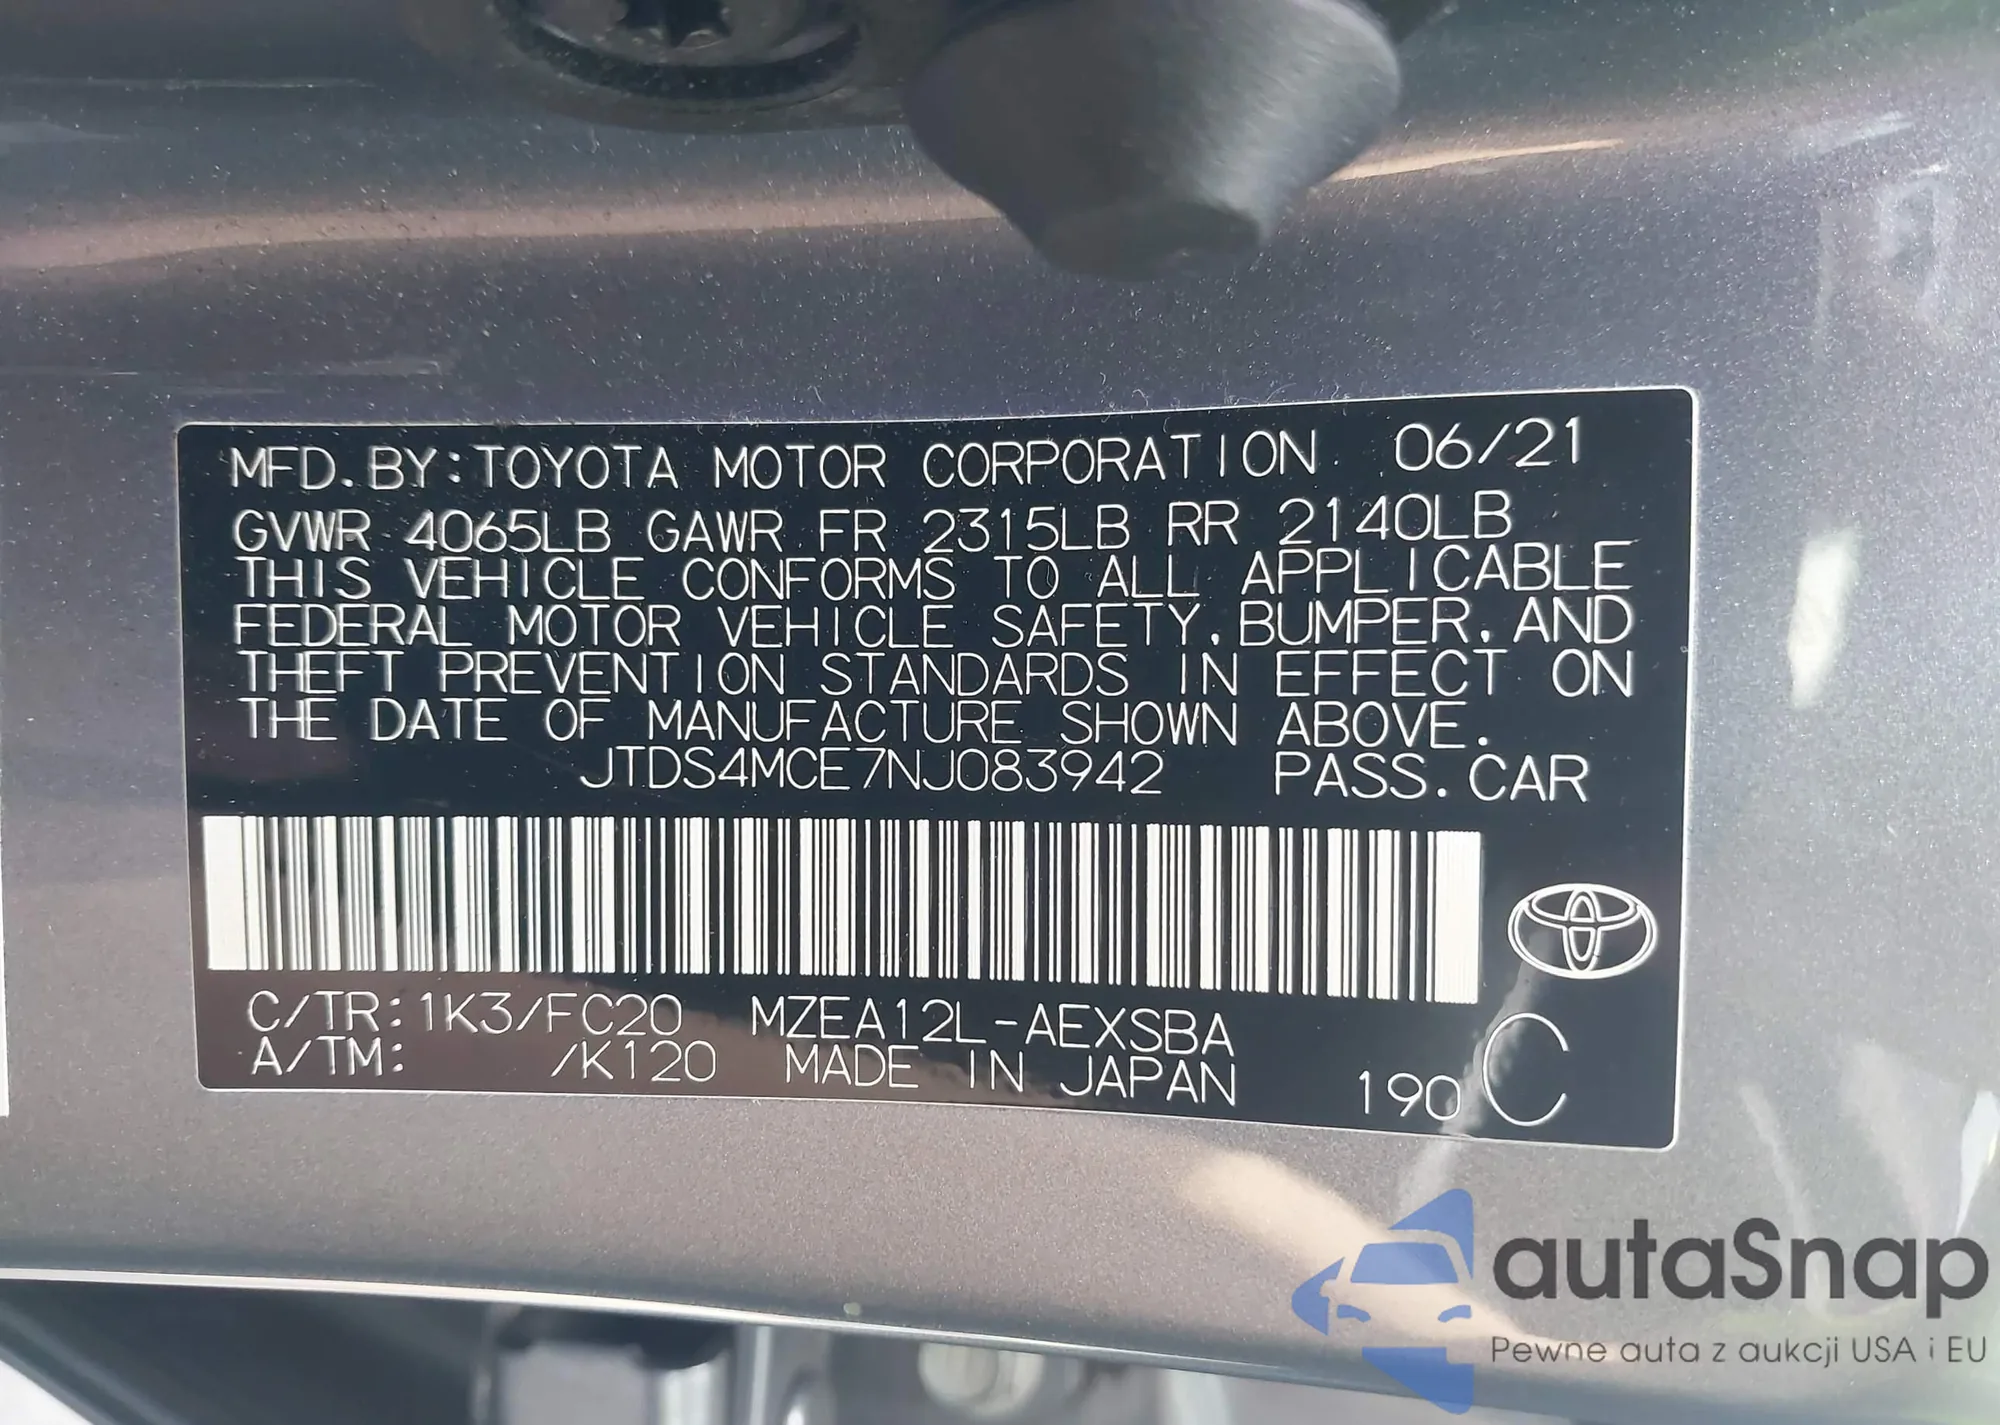 MFD. BY: TOYOTA MOTOR CORPORATION 06/21
GVWR 4065LB GAWR FR 2315LB RR 2140LB
THIS VEHICLE CONFORMS TO ALL APPLICABLE
FEDERAL MOTOR VEHICLE SAFETY, BUMPER, AND
THEFT PREVENTION STANDARDS IN EFFECT ON
THE DATE OF MANUFACTURE SHOWN ABOVE.
JTDS4MCE7NJ083942 PASS. CAR
C/TR: 1K3/FC20 MZEA12L-AEXSBA
A/TM: /K120 MADE IN JAPAN 190 C
autaSnap
Pewne auta z aukcji USA i EU